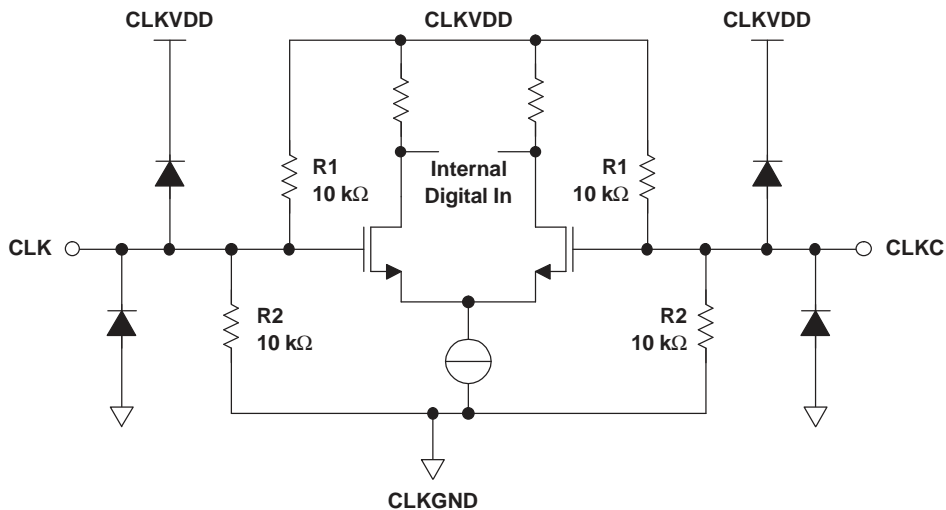 CLKVDD
CLKVDD
CLKVDD
R1
10 kΩ
Internal
Digital In
R1
10 kΩ
CLK
CLKC
R2
10 kΩ
R2
10 kΩ
CLKGND